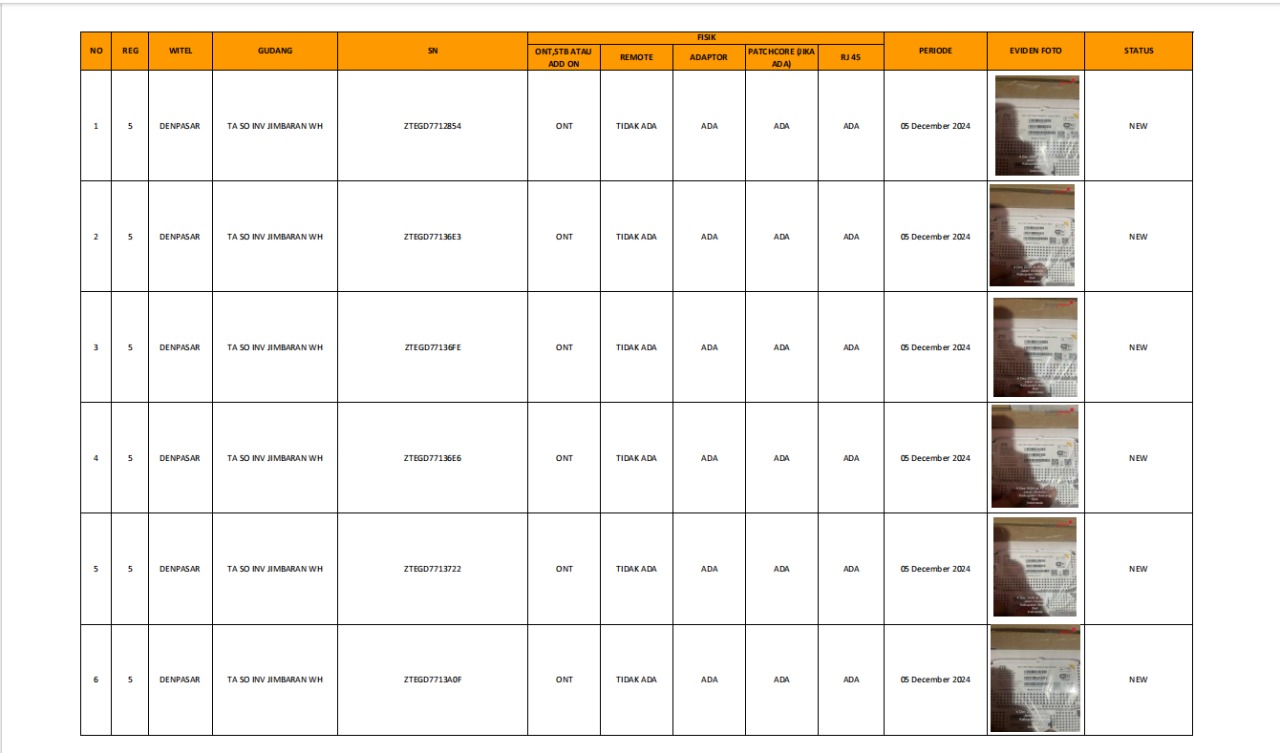 NO REG WITEL GUDANG SN FISIK PERIODE EVIDEN FOTO STATUS
ONT,STB ATAU ADD ON REMOTE ADAPTOR PATCHCORE (JIKA ADA) RJ 45
1 5 DENPASAR TA SO INV JIMBARAN WH ZTEGD7712854 ONT TIDAK ADA ADA ADA ADA 05 December 2024 NEW
2 5 DENPASAR TA SO INV JIMBARAN WH ZTEGD77136E3 ONT TIDAK ADA ADA ADA ADA 05 December 2024 NEW
3 5 DENPASAR TA SO INV JIMBARAN WH ZTEGD77136FE ONT TIDAK ADA ADA ADA ADA 05 December 2024 NEW
4 5 DENPASAR TA SO INV JIMBARAN WH ZTEGD77136E6 ONT TIDAK ADA ADA ADA ADA 05 December 2024 NEW
5 5 DENPASAR TA SO INV JIMBARAN WH ZTEGD7713722 ONT TIDAK ADA ADA ADA ADA 05 December 2024 NEW
6 5 DENPASAR TA SO INV JIMBARAN WH ZTEGD7713A0F ONT TIDAK ADA ADA ADA ADA 05 December 2024 NEW